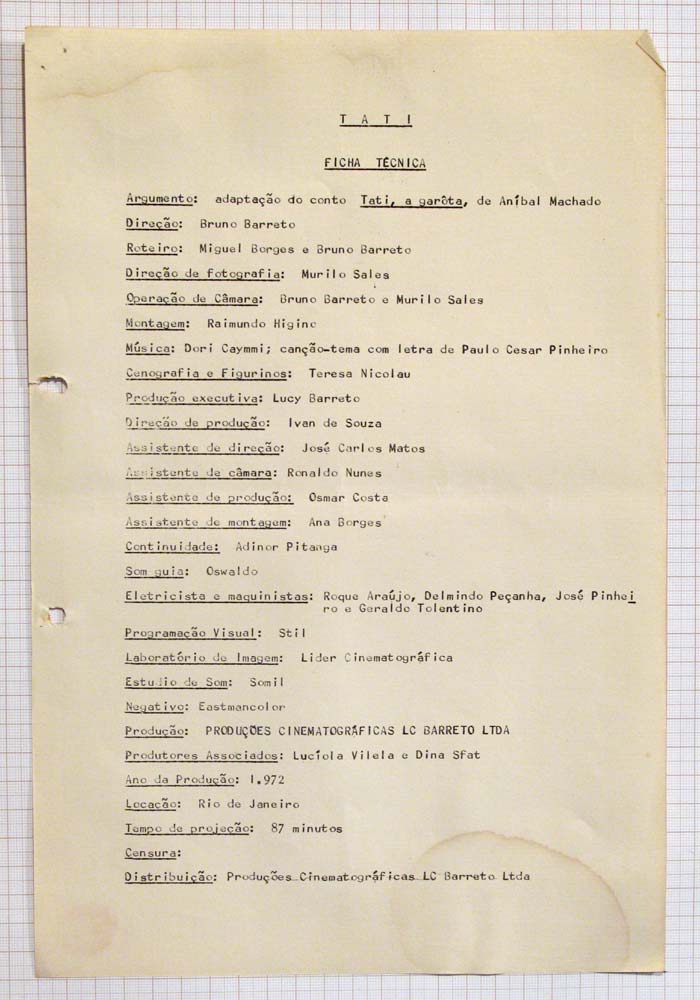 T A T I
FICHA TÉCNICA
Argumento: adaptação do conto Tati, a garôta, de Aníbal Machado
Direção: Bruno Barreto
Roteiro: Miguel Borges e Bruno Barreto
Direção de fotografia: Murilo Sales
Operação de Câmara: Bruno Barreto e Murilo Sales
Montagem: Raimundo Higino
Música: Dori Caymmi; canção-tema com letra de Paulo Cesar Pinheiro
Cenografia e Figurinos: Teresa Nicolau
Produção executiva: Lucy Barreto
Direção de produção: Ivan de Souza
Assistente de direção: José Carlos Matos
Assistente de câmara: Ronaldo Nunes
Assistente de produção: Osmar Costa
Assistente de montagem: Ana Borges
Continuidade: Adinor Pitanga
Som guia: Oswaldo
Eletricista e maquinistas: Roque Araújo, Delmindo Peçanha, José Pinhei
ro e Geraldo Tolentino
Programação Visual: Stil
Laboratório de Imagem: Lider Cinematográfica
Estudio de Som: Somil
Negativo: Eastmancolor
Produção: PRODUÇÕES CINEMATOGRÁFICAS LC BARRETO LTDA
Produtores Associados: Lucíola Vilela e Dina Sfat
Ano da Produção: 1.972
Locação: Rio de Janeiro
Tempo de projeção: 87 minutos
Censura:
Distribuição: Produções Cinematográficas LC Barreto Ltda